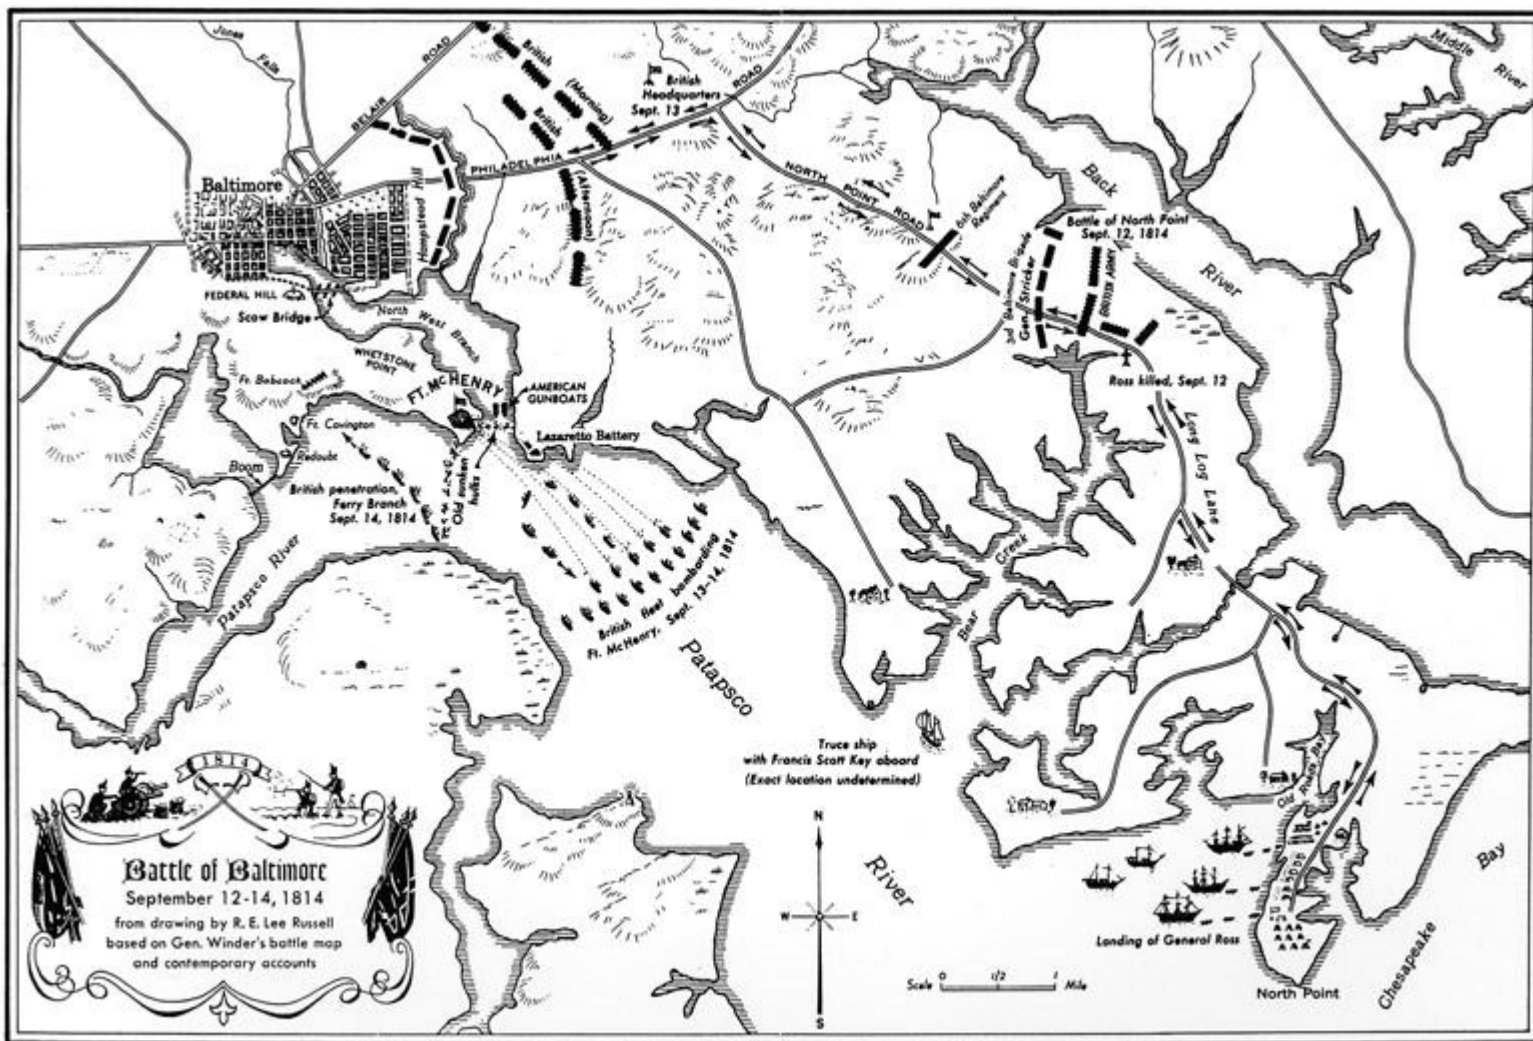 Jones
Falls
BELAIR ROAD
British
(Morning)
British
(Afternoon)
British
Headquarters
Sept. 13
PHILADELPHIA ROAD
NORTH POINT ROAD
Middle
River
Back
River
Baltimore
Hampstead Hill
6th Baltimore
Regiment
Battle of North Point
Sept. 12, 1814
3rd Baltimore Brigade
Gen. Stricker
BRITISH ARMY
FEDERAL HILL
Scow Bridge
North West Branch
WHETSTONE
POINT
Ft. Babcock
FT. McHENRY
AMERICAN
GUNBOATS
Ross killed, Sept. 12
Ft. Covington
Lazaretto Battery
Redoubt
Boom
Old sunken
hulks
British penetration,
Ferry Branch
Sept. 14, 1814
Long Log Lane
Patapsco River
British fleet bombarding
Ft. McHenry, Sept. 13-14, 1814
Bear Creek
Patapsco
River
Truce ship
with Francis Scott Key aboard
(Exact location undetermined)
Old Roads Bay
1814
Battle of Baltimore
September 12-14, 1814
from drawing by R. E. Lee Russell
based on Gen. Winder's battle map
and contemporary accounts
N
W E
S
Landing of General Ross
Scale 0 1/2 1 Mile
North Point
Chesapeake
Bay